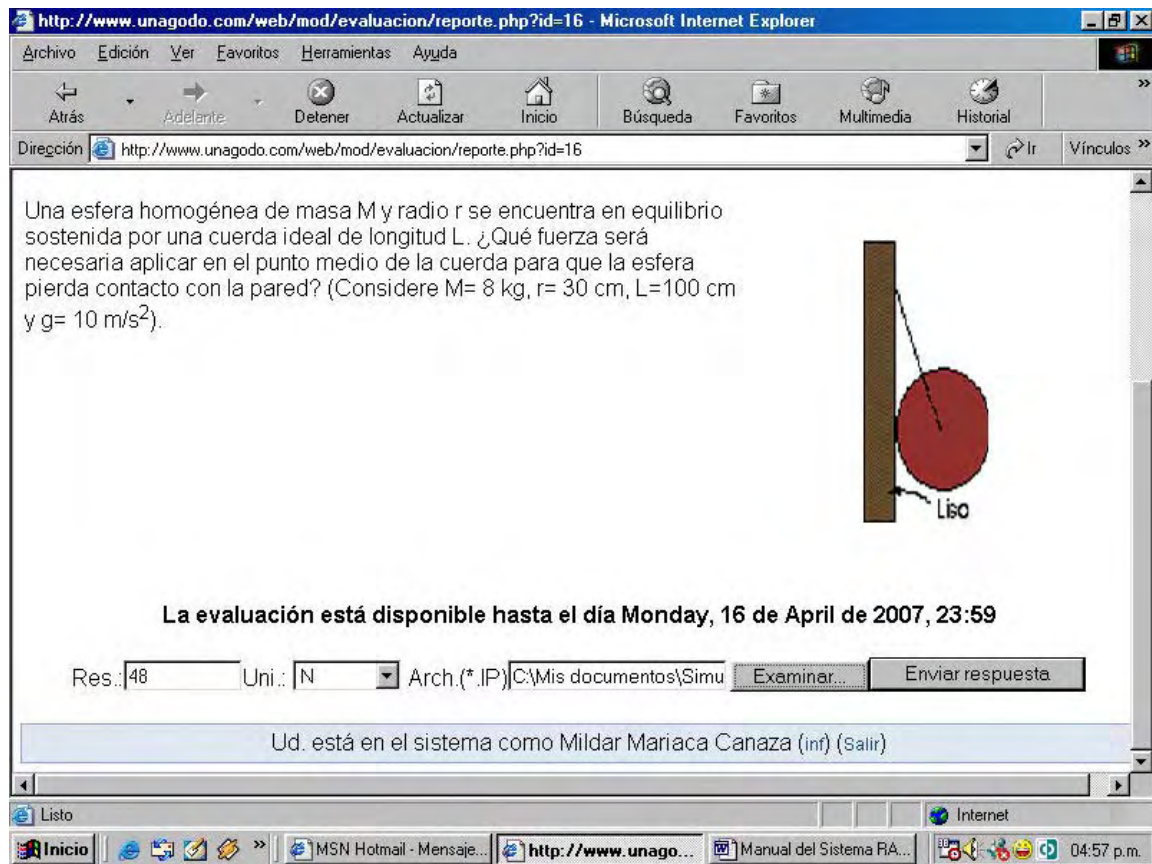 http://www.unagodo.com/web/mod/evaluacion/reporte.php?id=16 - Microsoft Internet Explorer
Archivo Edición Ver Favoritos Herramientas Ayuda
Atrás Adelante Detener Actualizar Inicio Búsqueda Favoritos Multimedia Historial »
Dirección http://www.unagodo.com/web/mod/evaluacion/reporte.php?id=16 Ir Vínculos »
Una esfera homogénea de masa M y radio r se encuentra en equilibrio
sostenida por una cuerda ideal de longitud L. ¿Qué fuerza será
necesaria aplicar en el punto medio de la cuerda para que la esfera
pierda contacto con la pared? (Considere M= 8 kg, r= 30 cm, L=100 cm
y g= 10 m/s²).
Liso
La evaluación está disponible hasta el día Monday, 16 de April de 2007, 23:59
Res.: 48 Uni.: N Arch.(*.IP) C:\Mis documentos\Simu Examinar... Enviar respuesta
Ud. está en el sistema como Mildar Mariaca Canaza (inf) (Salir)
Listo Internet
Inicio » MSN Hotmail - Mensaje... http://www.unago... Manual del Sistema RA... 04:57 p.m.